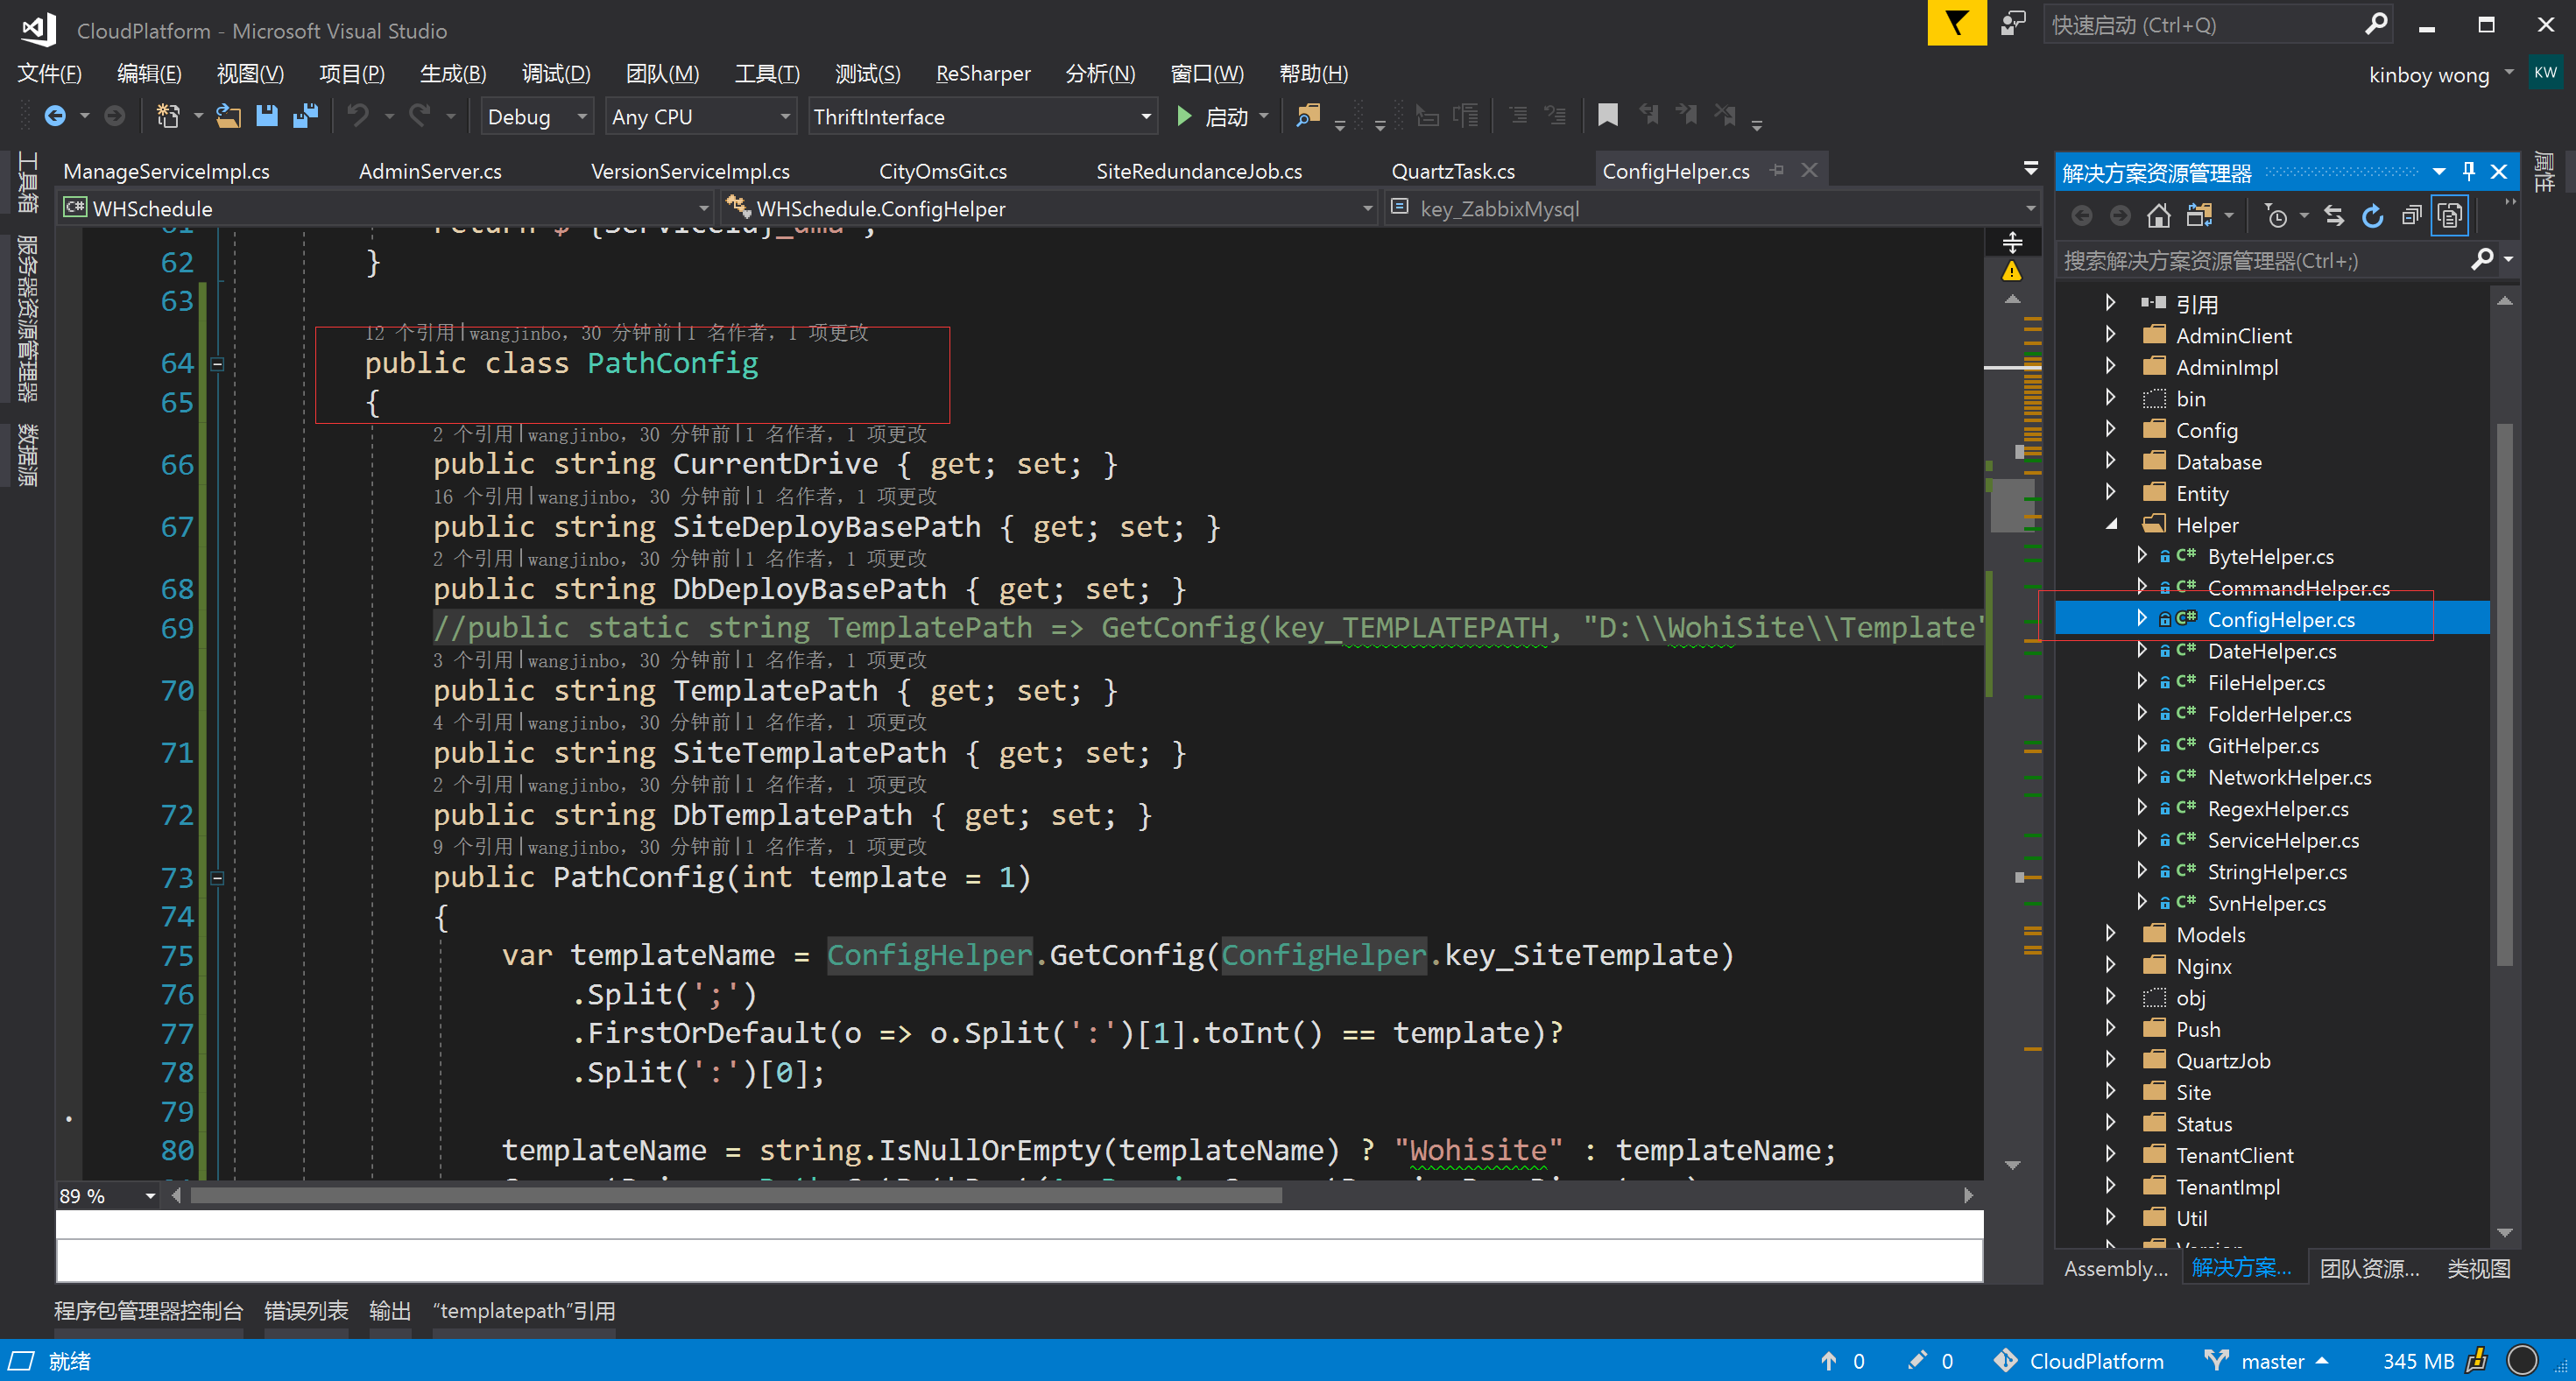 CloudPlatform - Microsoft Visual Studio
快速启动 (Ctrl+Q)
文件(F) 编辑(E) 视图(V) 项目(P) 生成(B) 调试(D) 团队(M) 工具(T) 测试(S) ReSharper 分析(N) 窗口(W) 帮助(H)
kinboy wong KW
Debug Any CPU ThriftInterface 启动
工具箱
服务器资源管理器
数据源
ManageServiceImpl.cs AdminServer.cs VersionServiceImpl.cs CityOmsGit.cs SiteRedundanceJob.cs QuartzTask.cs ConfigHelper.cs
WHSchedule WHSchedule.ConfigHelper key_ZabbixMysql
62 }
63
12 个引用|wangjinbo，30 分钟前|1 名作者，1 项更改
64 public class PathConfig
65 {
2 个引用|wangjinbo，30 分钟前|1 名作者，1 项更改
66 public string CurrentDrive { get; set; }
16 个引用|wangjinbo，30 分钟前|1 名作者，1 项更改
67 public string SiteDeployBasePath { get; set; }
2 个引用|wangjinbo，30 分钟前|1 名作者，1 项更改
68 public string DbDeployBasePath { get; set; }
69 //public static string TemplatePath => GetConfig(key_TEMPLATEPATH, "D:\\WohiSite\\Template"
3 个引用|wangjinbo，30 分钟前|1 名作者，1 项更改
70 public string TemplatePath { get; set; }
4 个引用|wangjinbo，30 分钟前|1 名作者，1 项更改
71 public string SiteTemplatePath { get; set; }
2 个引用|wangjinbo，30 分钟前|1 名作者，1 项更改
72 public string DbTemplatePath { get; set; }
9 个引用|wangjinbo，30 分钟前|1 名作者，1 项更改
73 public PathConfig(int template = 1)
74 {
75 var templateName = ConfigHelper.GetConfig(ConfigHelper.key_SiteTemplate)
76 .Split(';')
77 .FirstOrDefault(o => o.Split(':')[1].toInt() == template)?
78 .Split(':')[0];
79
80 templateName = string.IsNullOrEmpty(templateName) ? "Wohisite" : templateName;
89 %
程序包管理器控制台 错误列表 输出 “templatepath”引用
解决方案资源管理器
属性
搜索解决方案资源管理器(Ctrl+;)
引用
AdminClient
AdminImpl
bin
Config
Database
Entity
Helper
C# ByteHelper.cs
C# CommandHelper.cs
C# ConfigHelper.cs
C# DateHelper.cs
C# FileHelper.cs
C# FolderHelper.cs
C# GitHelper.cs
C# NetworkHelper.cs
C# RegexHelper.cs
C# ServiceHelper.cs
C# StringHelper.cs
C# SvnHelper.cs
Models
Nginx
obj
Push
QuartzJob
Site
Status
TenantClient
TenantImpl
Util
Assembly... 解决方案... 团队资源... 类视图
就绪
0 0 CloudPlatform master 345 MB